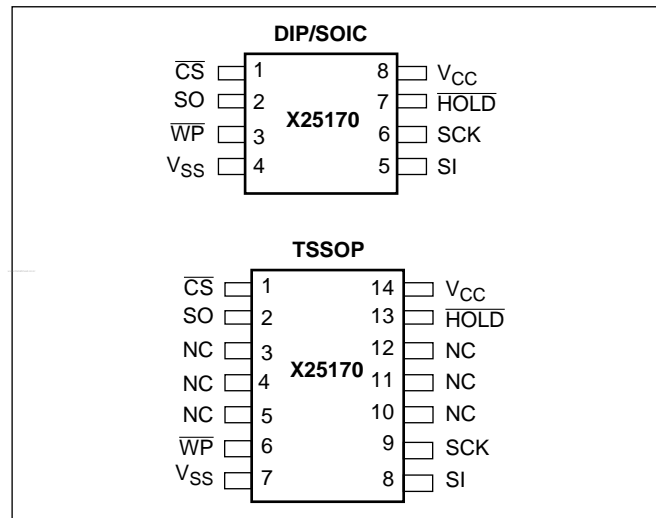 DIP/SOIC
CS 1 8 VCC
SO 2 7 HOLD
X25170
WP 3 6 SCK
VSS 4 5 SI
TSSOP
CS 1 14 VCC
SO 2 13 HOLD
NC 3 12 NC
NC 4 X25170 11 NC
NC 5 10 NC
WP 6 9 SCK
VSS 7 8 SI